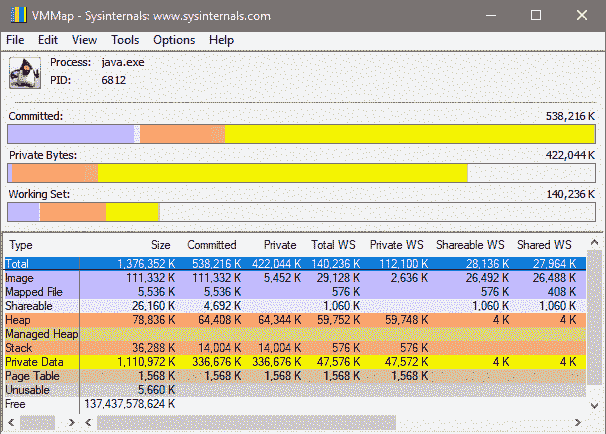 VMMap - Sysinternals: www.sysinternals.com
File Edit View Tools Options Help
Process: java.exe
PID: 6812
Committed: 538,216 K
Private Bytes: 422,044 K
Working Set: 140,236 K
Type Size Committed Private Total WS Private WS Shareable WS Shared WS
Total 1,376,352 K 538,216 K 422,044 K 140,236 K 112,100 K 28,136 K 27,964 K
Image 111,332 K 111,332 K 5,452 K 29,128 K 2,636 K 26,492 K 26,488 K
Mapped File 5,536 K 5,536 K 576 K 576 K 408 K
Shareable 26,160 K 4,692 K 1,060 K 1,060 K 1,060 K
Heap 78,836 K 64,408 K 64,344 K 59,752 K 59,748 K 4 K 4 K
Managed Heap
Stack 36,288 K 14,004 K 14,004 K 576 K 576 K
Private Data 1,110,972 K 336,676 K 336,676 K 47,576 K 47,572 K 4 K 4 K
Page Table 1,568 K 1,568 K 1,568 K 1,568 K 1,568 K
Unusable 5,660 K
Free 137,437,578,624 K